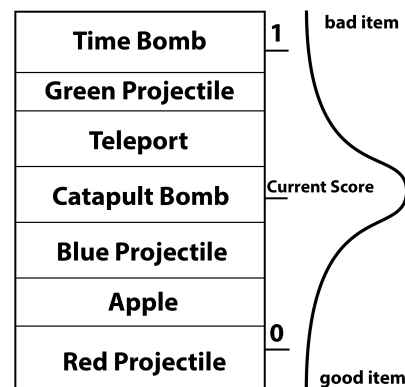 bad item
1
Time Bomb
Green Projectile
Teleport
Current Score
Catapult Bomb
Blue Projectile
Apple
0
Red Projectile
good item